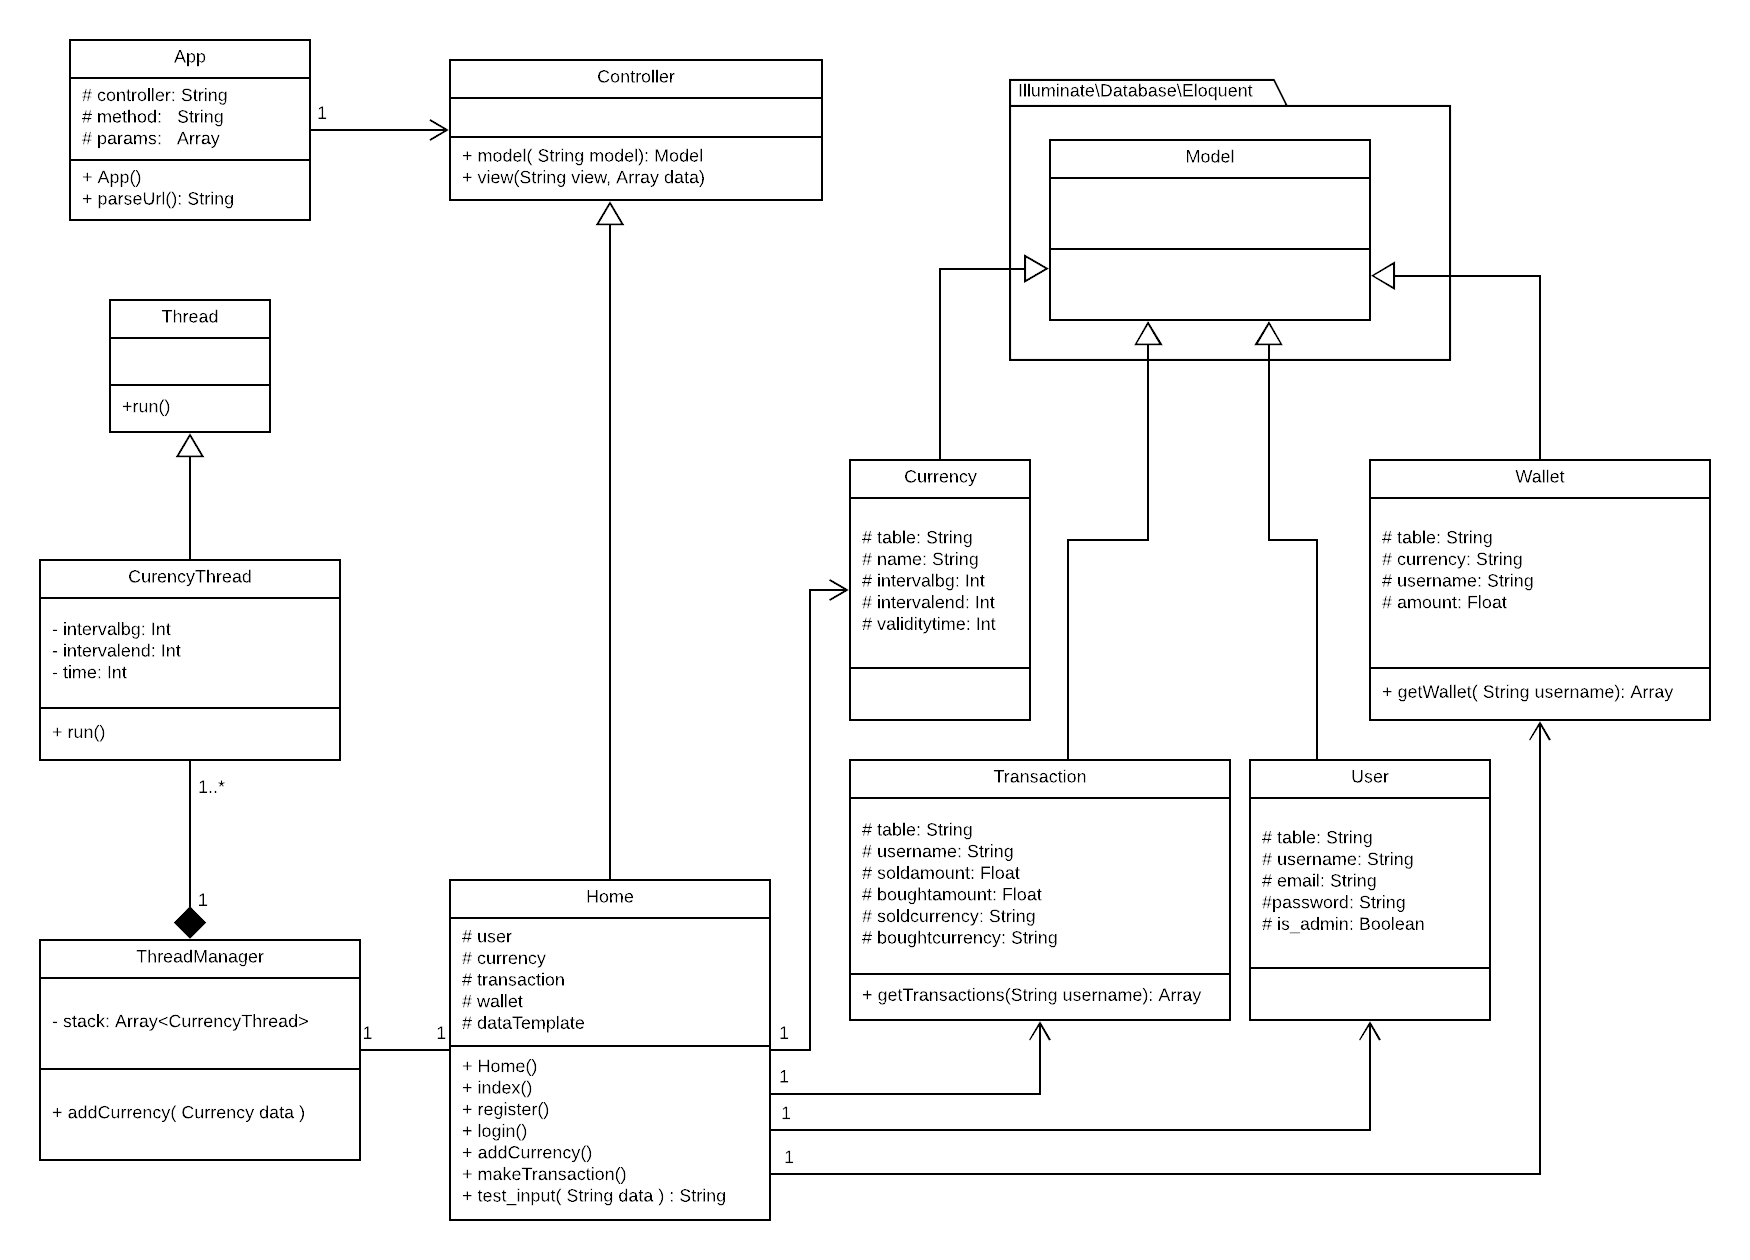 App
# controller: String
# method: String
# params: Array
+ App()
+ parseUrl(): String
1
Controller
+ model( String model): Model
+ view(String view, Array data)
Illuminate\Database\Eloquent
Model
Thread
+run()
CurencyThread
- intervalbg: Int
- intervalend: Int
- time: Int
+ run()
1..*
1
ThreadManager
- stack: Array<CurrencyThread>
+ addCurrency( Currency data )
1
1
Home
# user
# currency
# transaction
# wallet
# dataTemplate
+ Home()
+ index()
+ register()
+ login()
+ addCurrency()
+ makeTransaction()
+ test_input( String data ) : String
1
1
1
1
Currency
# table: String
# name: String
# intervalbg: Int
# intervalend: Int
# validitytime: Int
Wallet
# table: String
# currency: String
# username: String
# amount: Float
+ getWallet( String username): Array
Transaction
# table: String
# username: String
# soldamount: Float
# boughtamount: Float
# soldcurrency: String
# boughtcurrency: String
+ getTransactions(String username): Array
User
# table: String
# username: String
# email: String
#password: String
# is_admin: Boolean